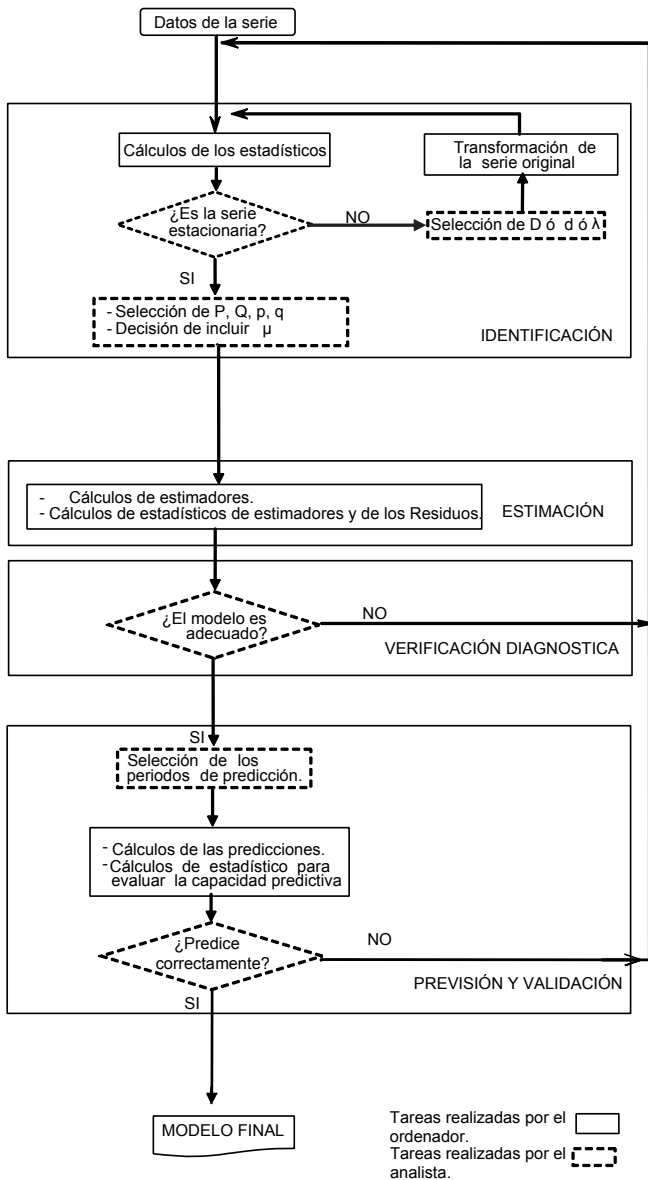 Datos de la serie
Cálculos de los estadísticos
Transformación de
la serie original
¿Es la serie
estacionaria?
NO
Selección de D ó d ó λ
SI
- Selección de P, Q, p, q
- Decisión de incluir μ
IDENTIFICACIÓN
- Cálculos de estimadores.
- Cálculos de estadísticos de estimadores y de los Residuos.
ESTIMACIÓN
¿El modelo es
adecuado?
NO
VERIFICACIÓN DIAGNOSTICA
SI
Selección de los
periodos de predicción.
- Cálculos de las predicciones.
- Cálculos de estadístico para
evaluar la capacidad predictiva
¿Predice
correctamente?
NO
PREVISIÓN Y VALIDACIÓN
SI
MODELO FINAL
Tareas realizadas por el
ordenador.
Tareas realizadas por el
analista.